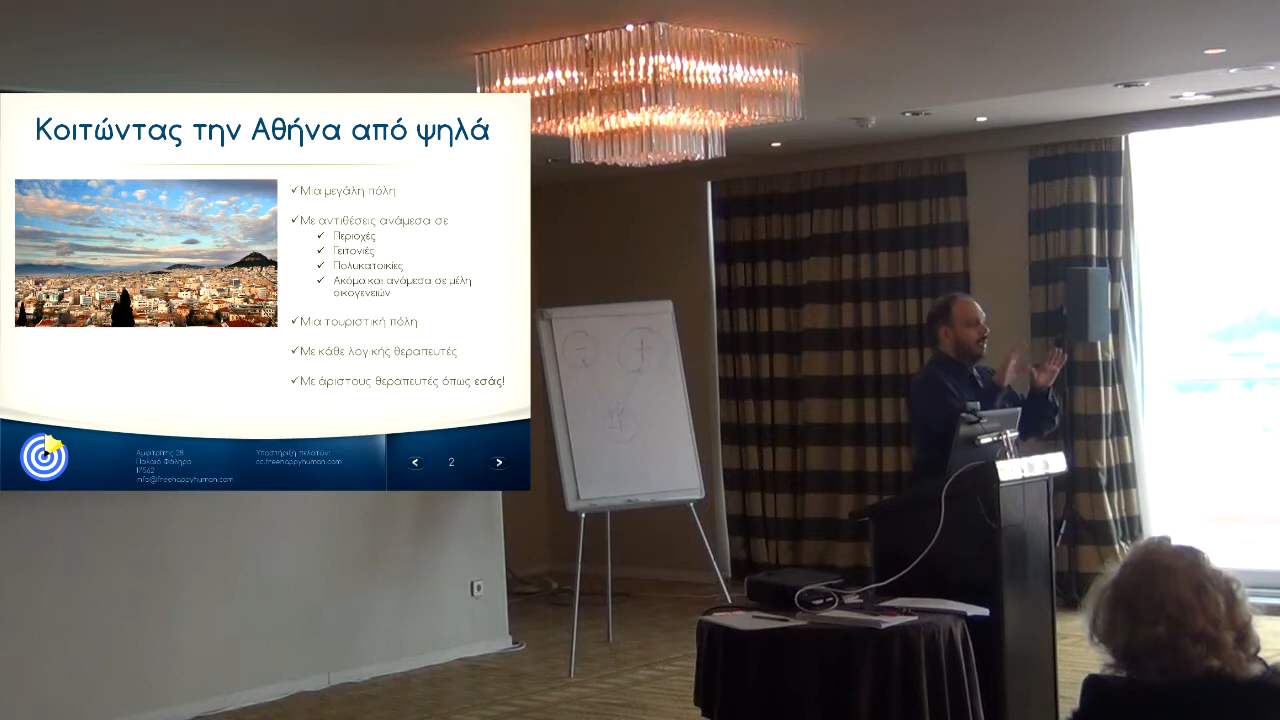 Κοιτώντας την Αθήνα από ψηλά
✓Μια μεγάλη πόλη
✓Με αντιθέσεις ανάμεσα σε
✓ Περιοχές
✓ Γειτονιές
✓ Πολυκατοικίες
✓ Ακόμα και ανάμεσα σε μέλη
οικογενειών
✓Μια τουριστική πόλη
✓Με κάθε λογικής θεραπευτές
✓Με άριστους θεραπευτές όπως εσάς!
Αμφιτρίτης 28
Παλαιό Φάληρο
17562
info@freehappyhuman.com
Υποστήριξη πελατών:
cc.freehappyhuman.com
2